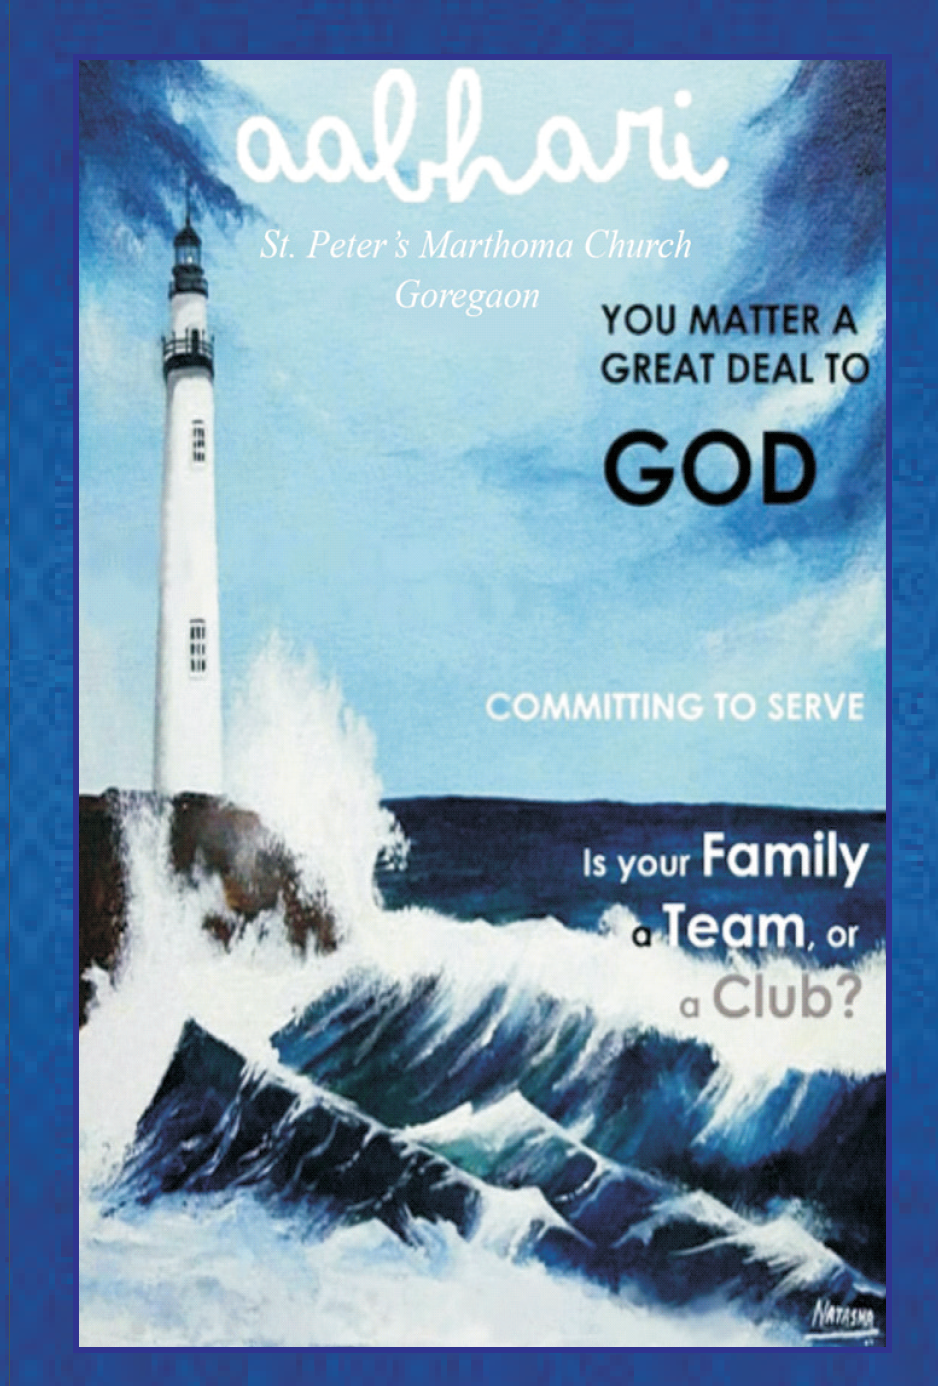 aabhari
St. Peter's Marthoma Church
Goregaon
YOU MATTER A
GREAT DEAL TO
GOD
COMMITTING TO SERVE
Is your Family
a Team, or
a Club?
NATASHA